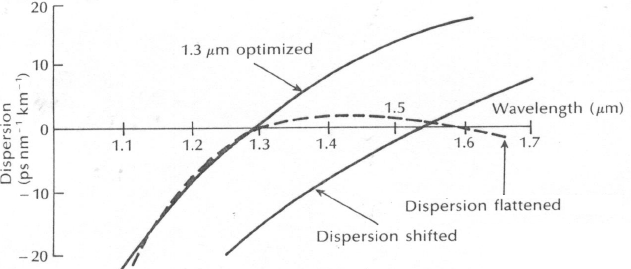 20
1.3 μm optimized
10
1.5
Wavelength (μm)
0
1.1
1.2
1.3
1.4
1.6
1.7
Dispersion
(ps nm⁻¹ km⁻¹)
– 10
Dispersion flattened
Dispersion shifted
– 20